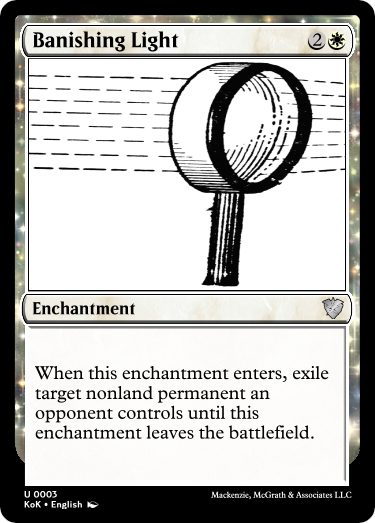 Banishing Light 2
Enchantment
When this enchantment enters, exile
target nonland permanent an
opponent controls until this
enchantment leaves the battlefield.
U 0003
KoK • English
Mackenzie, McGrath & Associates LLC